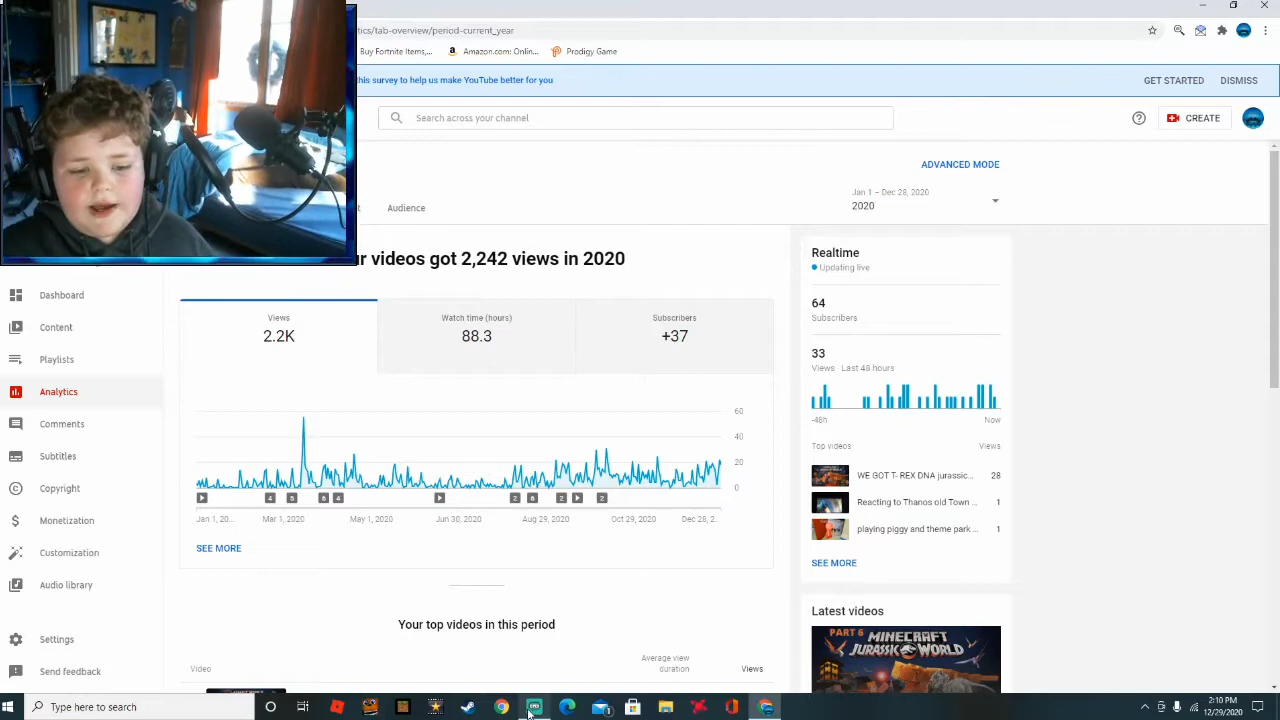 tics/tab-overview/period-current_year
Buy Fortnite Items,...
Amazon.com: Onlin...
Prodigy Game
this survey to help us make YouTube better for you
GET STARTED
DISMISS
Search across your channel
CREATE
ADVANCED MODE
Jan 1 – Dec 28, 2020
2020
Audience
r videos got 2,242 views in 2020
Dashboard
Content
Playlists
Analytics
Comments
Subtitles
Copyright
Monetization
Customization
Audio library
Settings
Send feedback
Views
2.2K
Watch time (hours)
88.3
Subscribers
+37
60
40
20
0
4 5 6 4 2 6 2 2
Jan 1, 20...
Mar 1, 2020
May 1, 2020
Jun 30, 2020
Aug 29, 2020
Oct 29, 2020
Dec 28, 2...
SEE MORE
Your top videos in this period
Video
Average view
duration
Views
Realtime
Updating live
64
Subscribers
33
Views Last 48 hours
-48h
Now
Top videos
Views
WE GOT T- REX DNA jurassic... 28
Reacting to Thanos old Town ... 1
playing piggy and theme park ... 1
SEE MORE
Latest videos
PART 6
MINECRAFT
JURASSIC WORLD
Type here to search
2:10 PM
12/29/2020